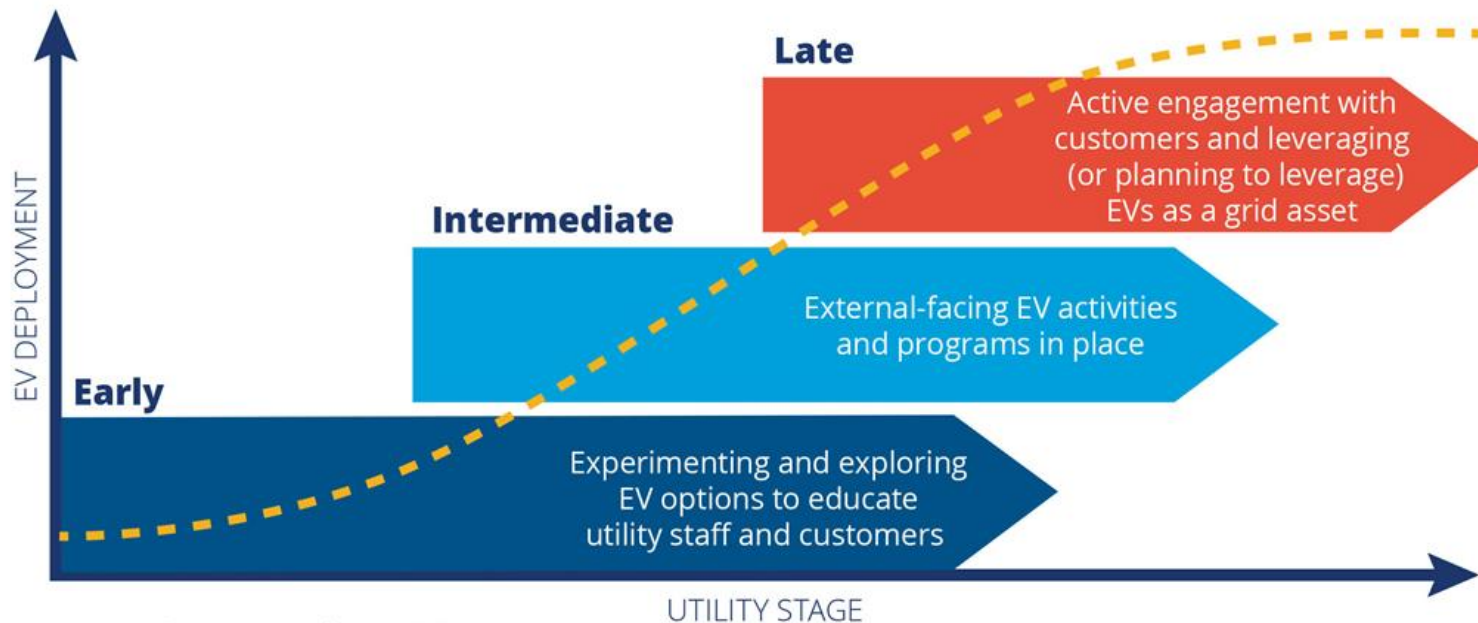 Late
Active engagement with
customers and leveraging
(or planning to leverage)
EVs as a grid asset
Intermediate
External-facing EV activities
and programs in place
Early
Experimenting and exploring
EV options to educate
utility staff and customers
EV DEPLOYMENT
UTILITY STAGE